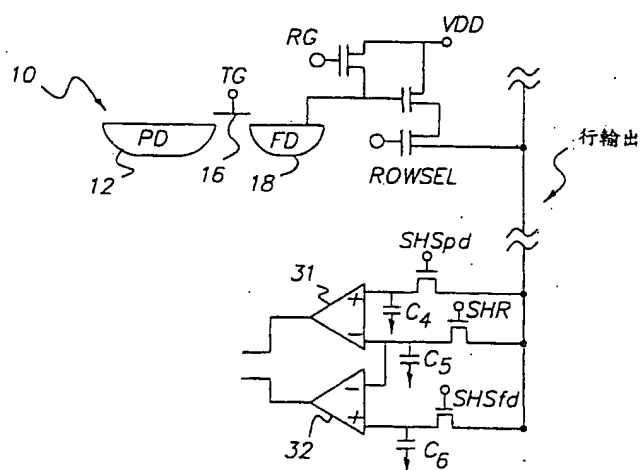 VDD
RG
10
TG
PD
FD
12
16
18
ROWSEL
行輸出
SHSpd
31
+
C4
SHR
−
C5
−
SHSfd
+
32
C6